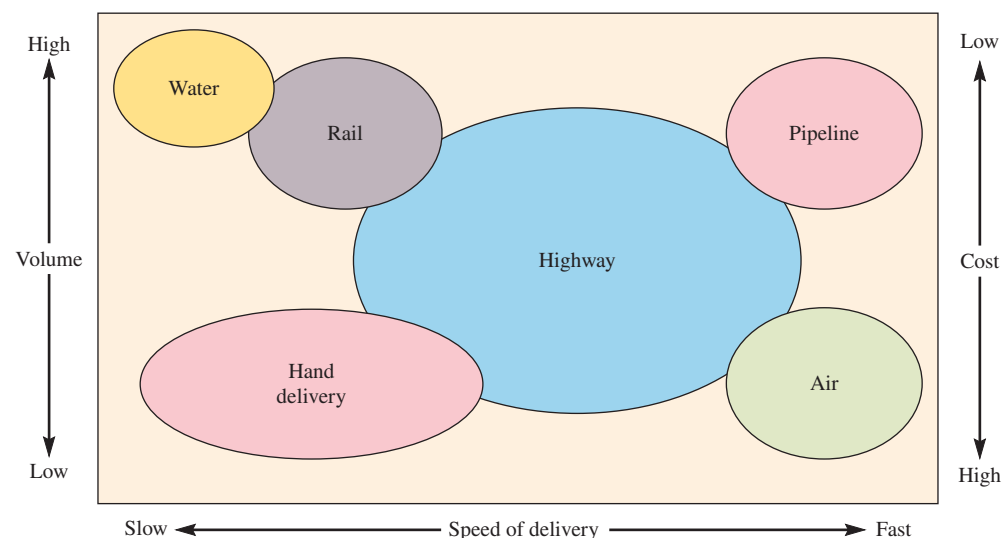 High
Low
Water
Rail
Pipeline
Volume
Highway
Cost
Hand
delivery
Air
Low
High
Slow
Speed of delivery
Fast